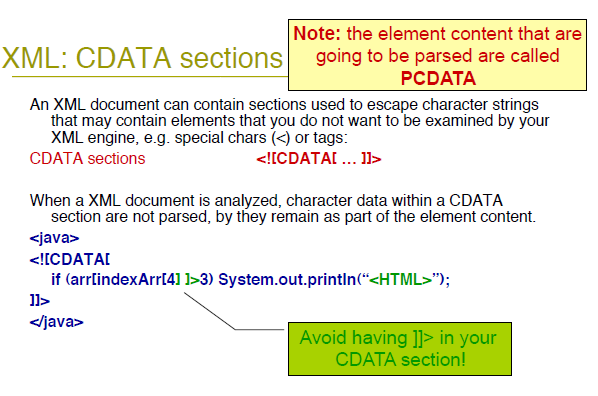 XML: CDATA sections
Note: the element content that are
going to be parsed are called
PCDATA
An XML document can contain sections used to escape character strings
that may contain elements that you do not want to be examined by your
XML engine, e.g. special chars (<) or tags:
CDATA sections <![CDATA[ ... ]]>
When a XML document is analyzed, character data within a CDATA
section are not parsed, by they remain as part of the element content.
<java>
<![CDATA[
if (arr[indexArr[4] ]>3) System.out.println(“<HTML>”);
]]>
</java>
Avoid having ]]> in your
CDATA section!